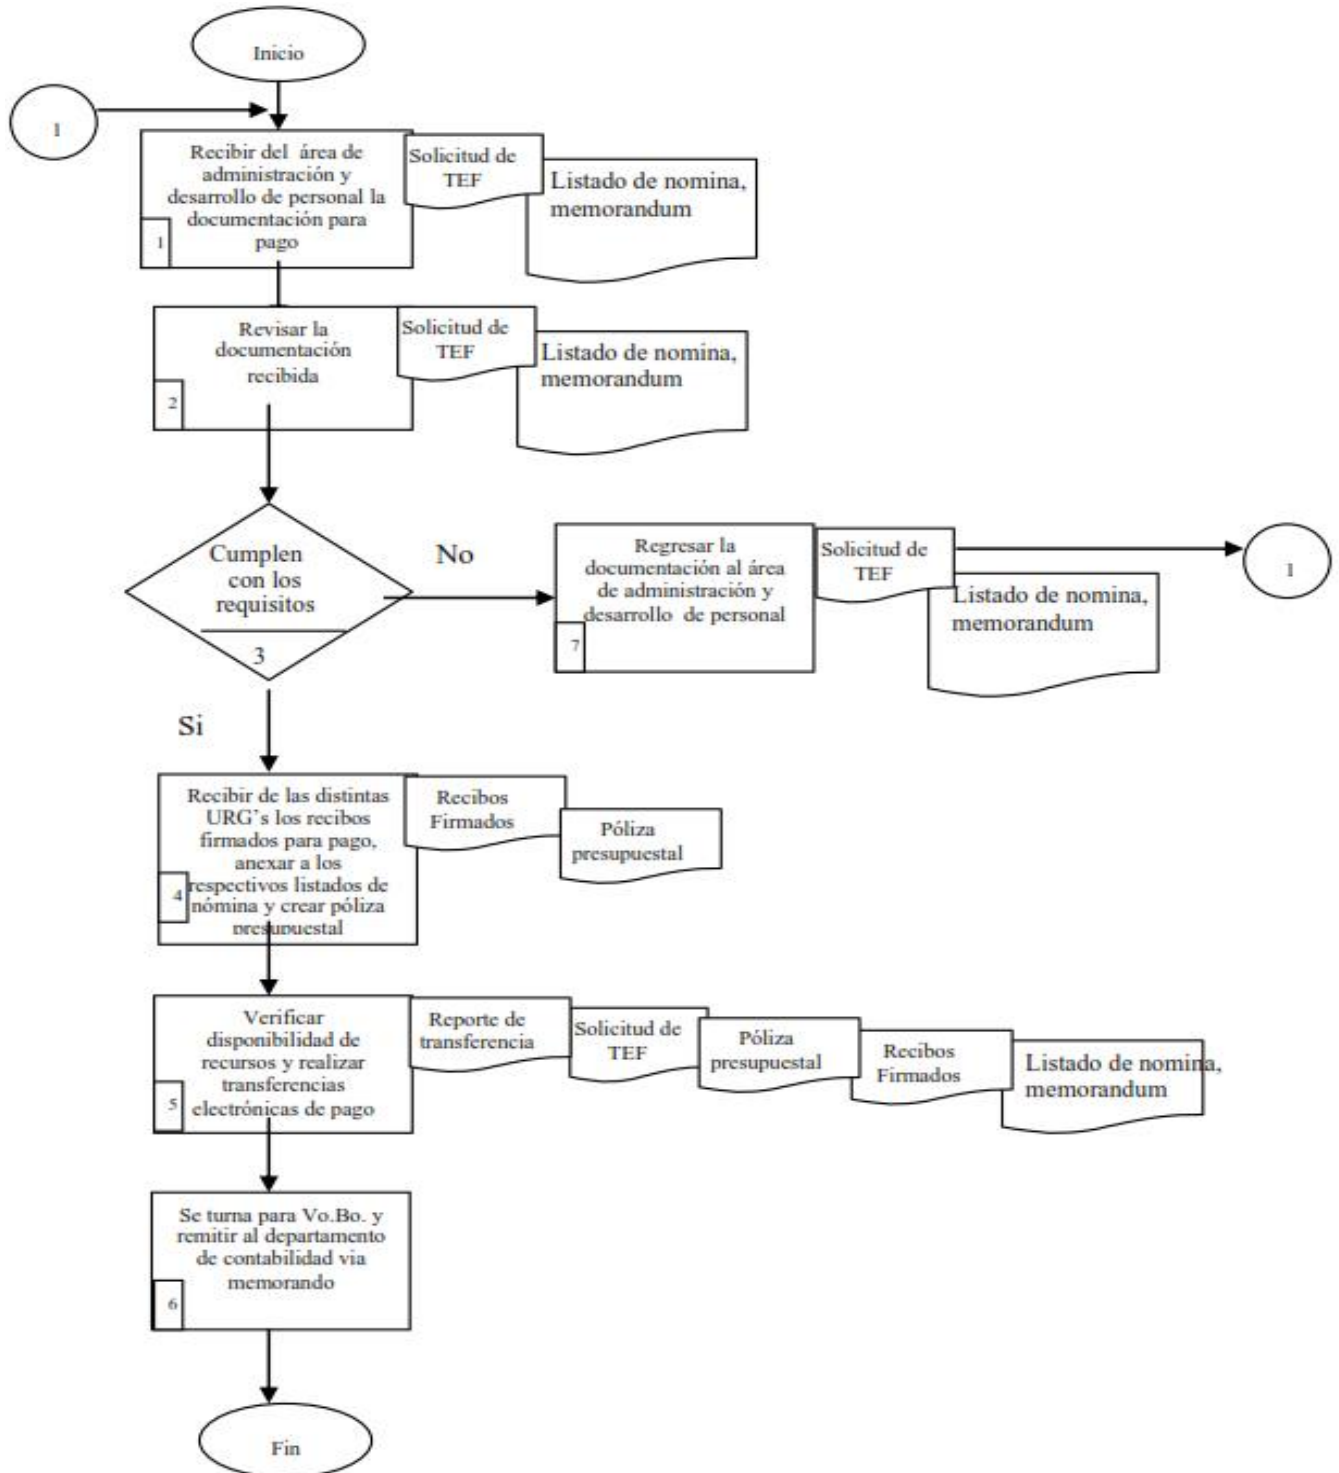 Inicio
1
Recibir del área de
administración y
desarrollo de personal la
documentación para
pago
1
Solicitud de
TEF
Listado de nomina,
memorandum
Revisar la
documentación
recibida
2
Solicitud de
TEF
Listado de nomina,
memorandum
Cumplen
con los
requisitos
3
No
Regresar la
documentación al área
de administración y
desarrollo de personal
7
Solicitud de
TEF
Listado de nomina,
memorandum
1
Si
Recibir de las distintas
URG's los recibos
firmados para pago,
anexar a los
respectivos listados de
nómina y crear póliza
presupuestal
4
Recibos
Firmados
Póliza
presupuestal
Verificar
disponibilidad de
recursos y realizar
transferencias
electrónicas de pago
5
Reporte de
transferencia
Solicitud de
TEF
Póliza
presupuestal
Recibos
Firmados
Listado de nomina,
memorandum
Se turna para Vo.Bo. y
remitir al departamento
de contabilidad via
memorando
6
Fin